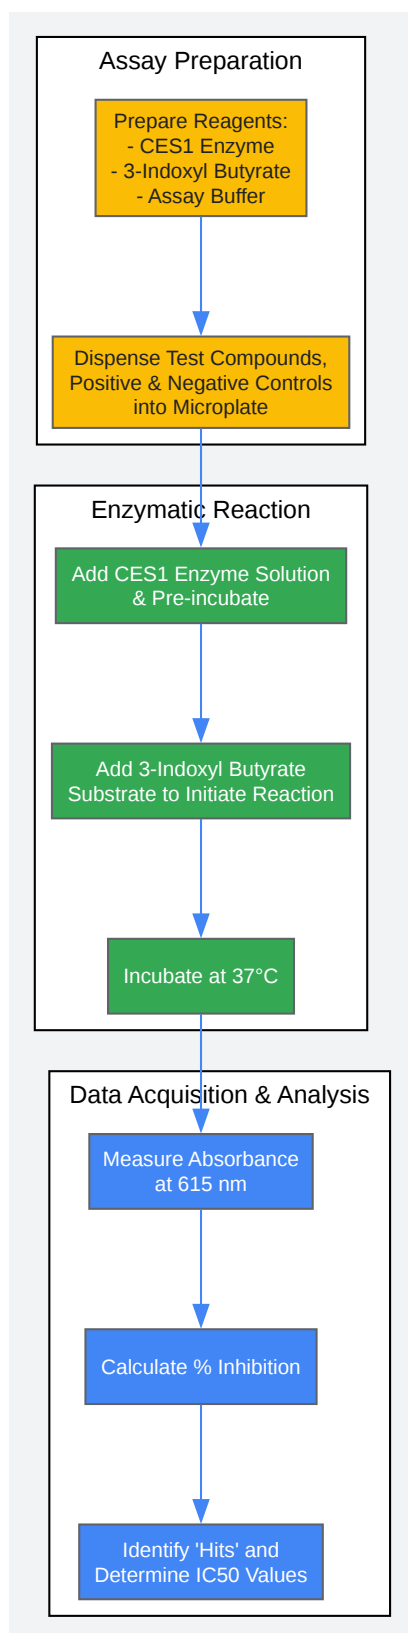 Assay Preparation
Prepare Reagents:
- CES1 Enzyme
- 3-Indoxyl Butyrate
- Assay Buffer
Dispense Test Compounds,
Positive & Negative Controls
into Microplate
Enzymatic Reaction
Add CES1 Enzyme Solution
& Pre-incubate
Add 3-Indoxyl Butyrate
Substrate to Initiate Reaction
Incubate at 37°C
Data Acquisition & Analysis
Measure Absorbance
at 615 nm
Calculate % Inhibition
Identify 'Hits' and
Determine IC50 Values